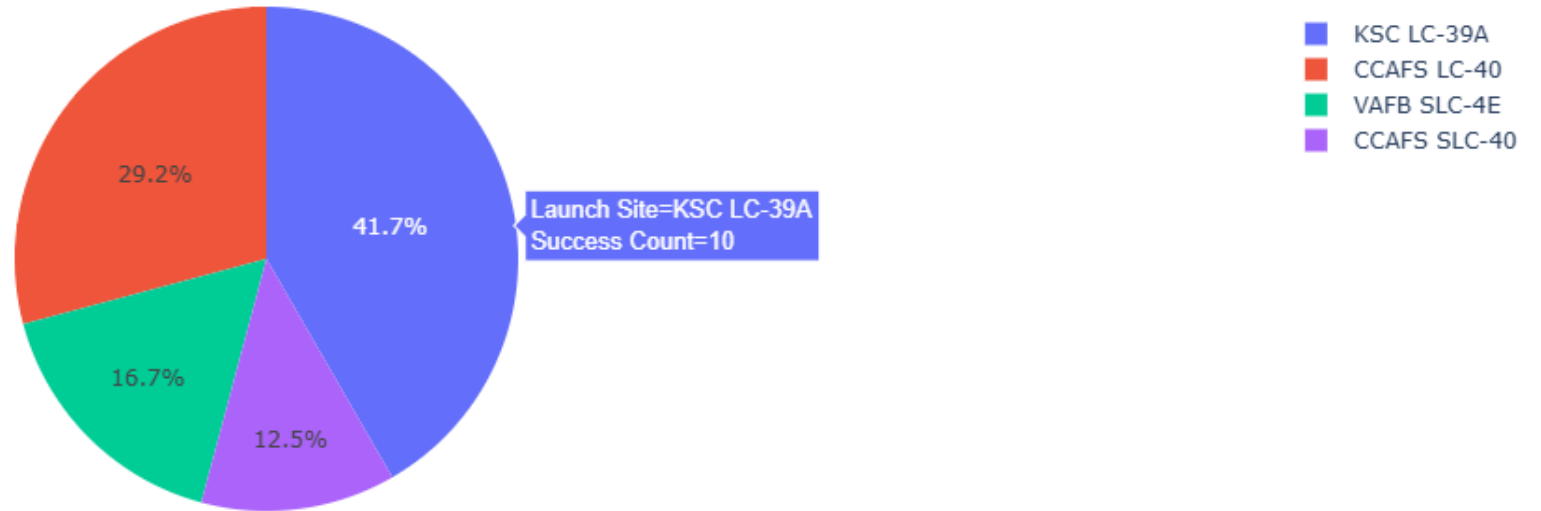 29.2%
41.7%
16.7%
12.5%
Launch Site=KSC LC-39A
Success Count=10
KSC LC-39A
CCAFS LC-40
VAFB SLC-4E
CCAFS SLC-40